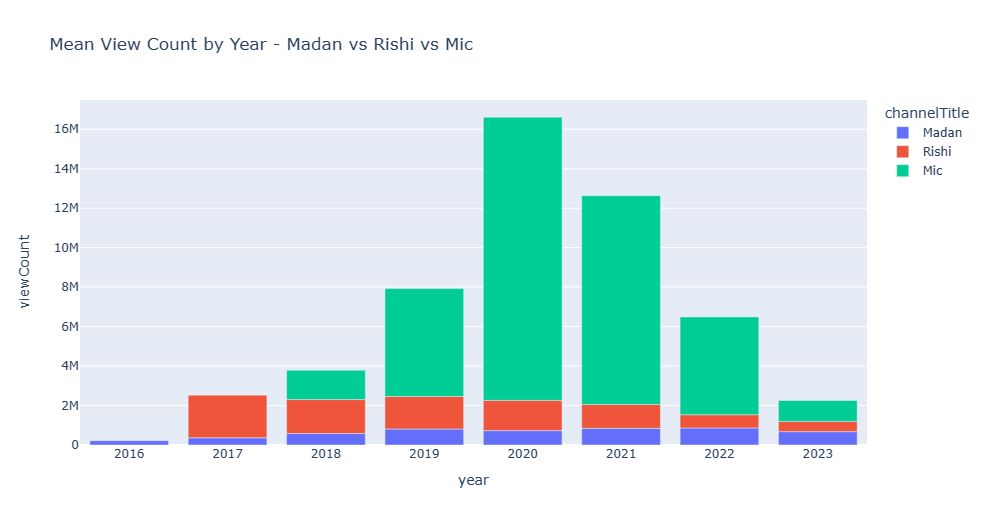 Mean View Count by Year - Madan vs Rishi vs Mic
channelTitle
Madan
Rishi
Mic
16M
14M
12M
10M
8M
6M
4M
2M
0
viewCount
2016 2017 2018 2019 2020 2021 2022 2023
year